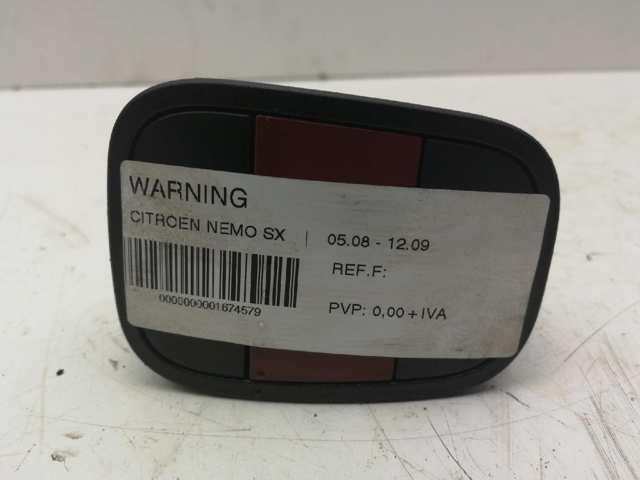 WARNING
CITROEN NEMO SX | 05.08 - 12.09
REF.F:
0000000001674579
PVP: 0,00 + IVA